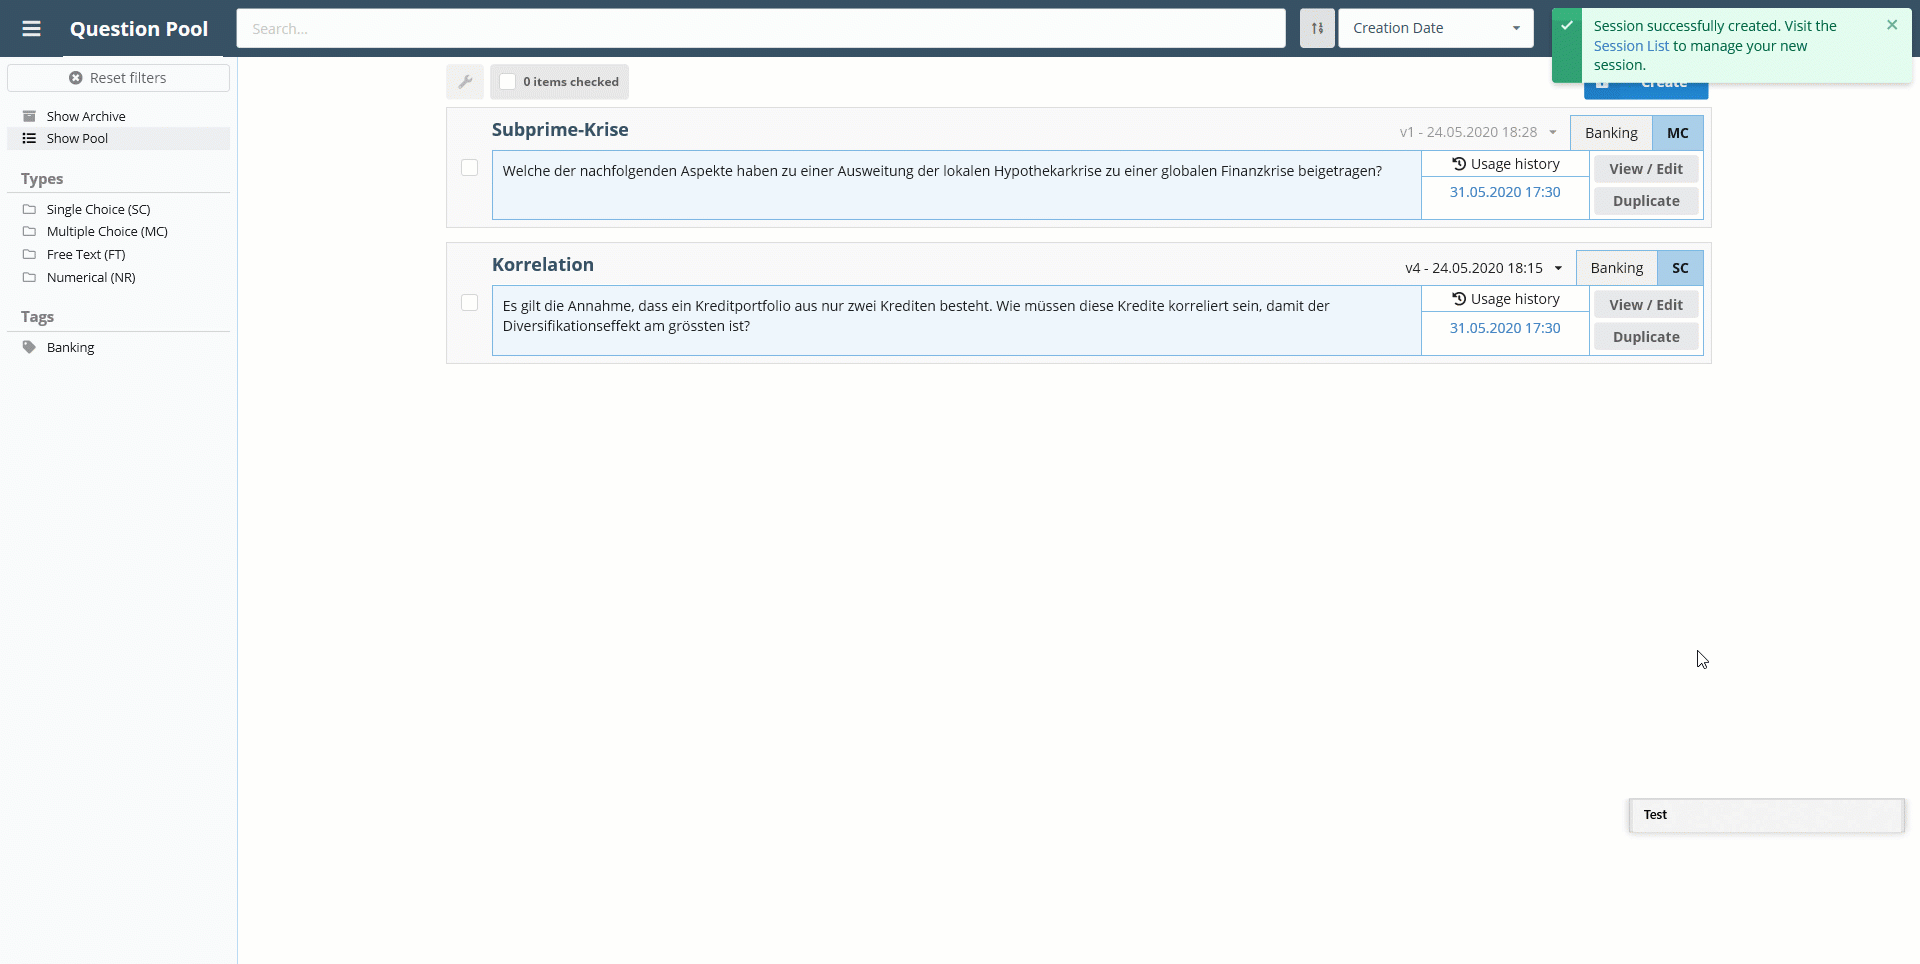 Question Pool
Search...
Creation Date
Session successfully created. Visit the
Session List to manage your new
session.
Reset filters
Show Archive
Show Pool
Types
Single Choice (SC)
Multiple Choice (MC)
Free Text (FT)
Numerical (NR)
Tags
Banking
0 items checked
Create
Subprime-Krise
v1 - 24.05.2020 18:28
Banking
MC
Welche der nachfolgenden Aspekte haben zu einer Ausweitung der lokalen Hypothekarkrise zu einer globalen Finanzkrise beigetragen?
Usage history
31.05.2020 17:30
View / Edit
Duplicate
Korrelation
v4 - 24.05.2020 18:15
Banking
SC
Es gilt die Annahme, dass ein Kreditportfolio aus nur zwei Krediten besteht. Wie müssen diese Kredite korreliert sein, damit der
Diversifikationseffekt am grössten ist?
Usage history
31.05.2020 17:30
View / Edit
Duplicate
Test